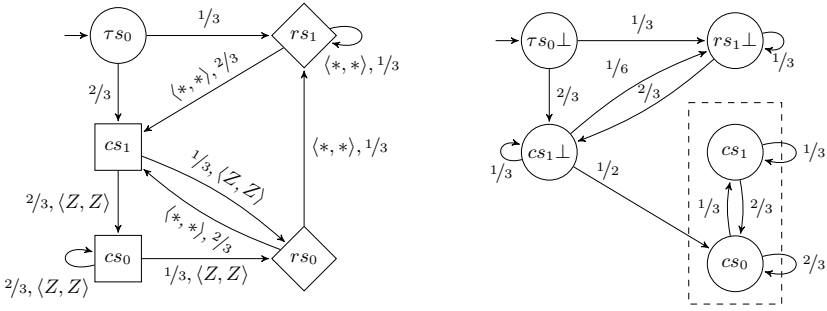 τs₀
1/3
rs₁
⟨∗, ∗⟩, 1/3
⟨∗, ∗⟩, 2/3
2/3
cs₁
1/3, ⟨Z, Z⟩
⟨∗, ∗⟩, 1/3
2/3, ⟨Z, Z⟩
⟨∗, ∗⟩, 2/3
cs₀
rs₀
2/3, ⟨Z, Z⟩
1/3, ⟨Z, Z⟩
τs₀⊥
1/3
rs₁⊥
1/3
1/6
2/3
2/3
cs₁⊥
1/3
1/2
cs₁
1/3
1/3
2/3
cs₀
2/3